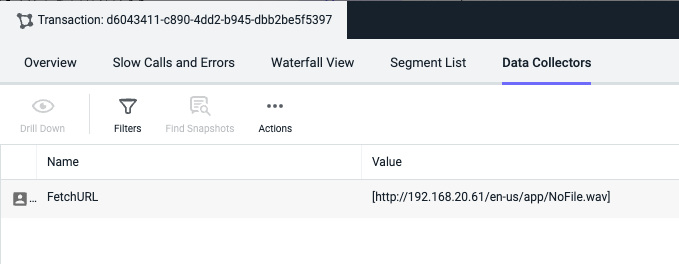 Transaction: d6043411-c890-4dd2-b945-dbb2be5f5397
Overview Slow Calls and Errors Waterfall View Segment List Data Collectors
Drill Down Filters Find Snapshots Actions
Name Value
... FetchURL [http://192.168.20.61/en-us/app/NoFile.wav]